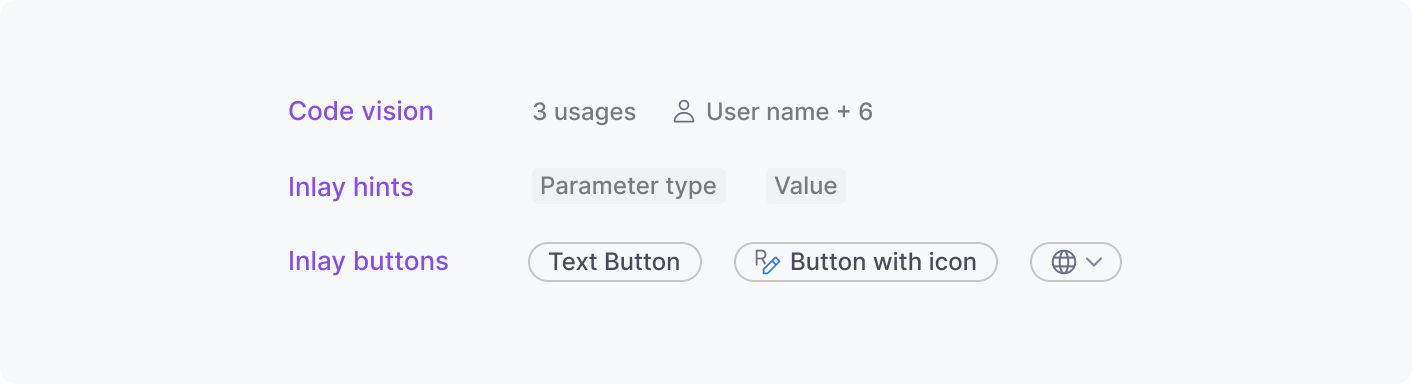 Code vision 3 usages User name + 6
Inlay hints Parameter type Value
Inlay buttons Text Button Button with icon